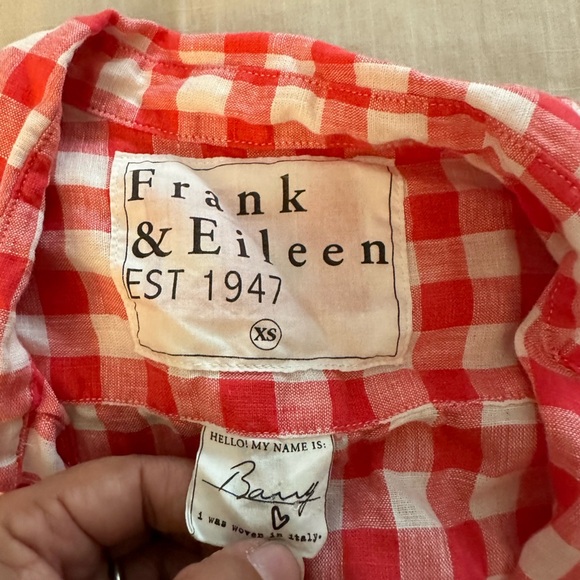 Frank
& Eileen
EST 1947
XS
HELLO! MY NAME IS:
Barry
i was woven in italy.